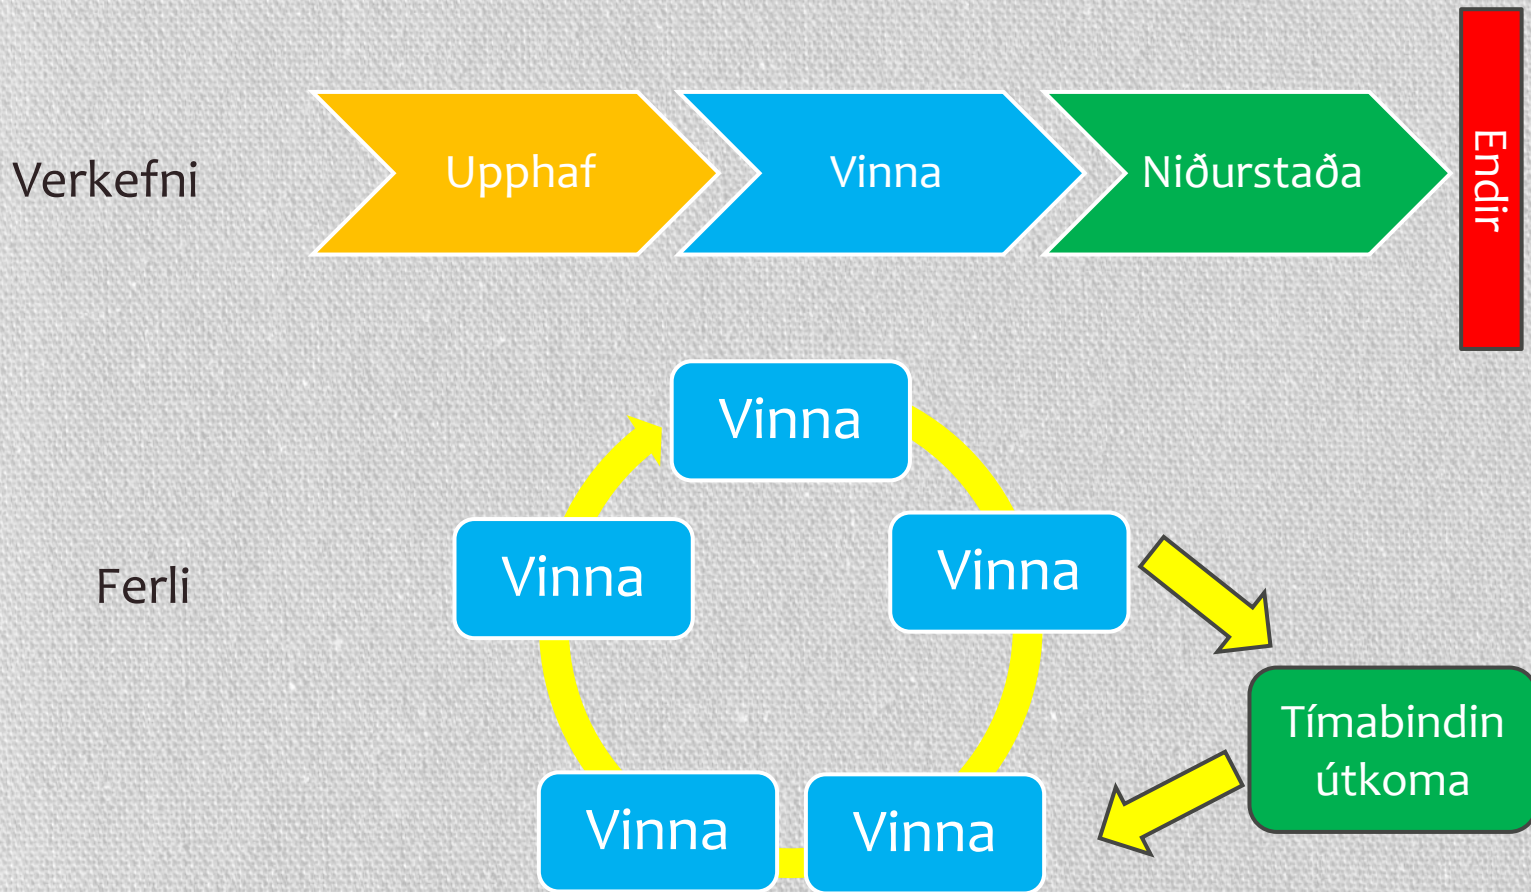 Verkefni
Upphaf
Vinna
Niðurstaða
Endir
Ferli
Vinna
Vinna
Vinna
Vinna
Vinna
Tímabindin
útkoma